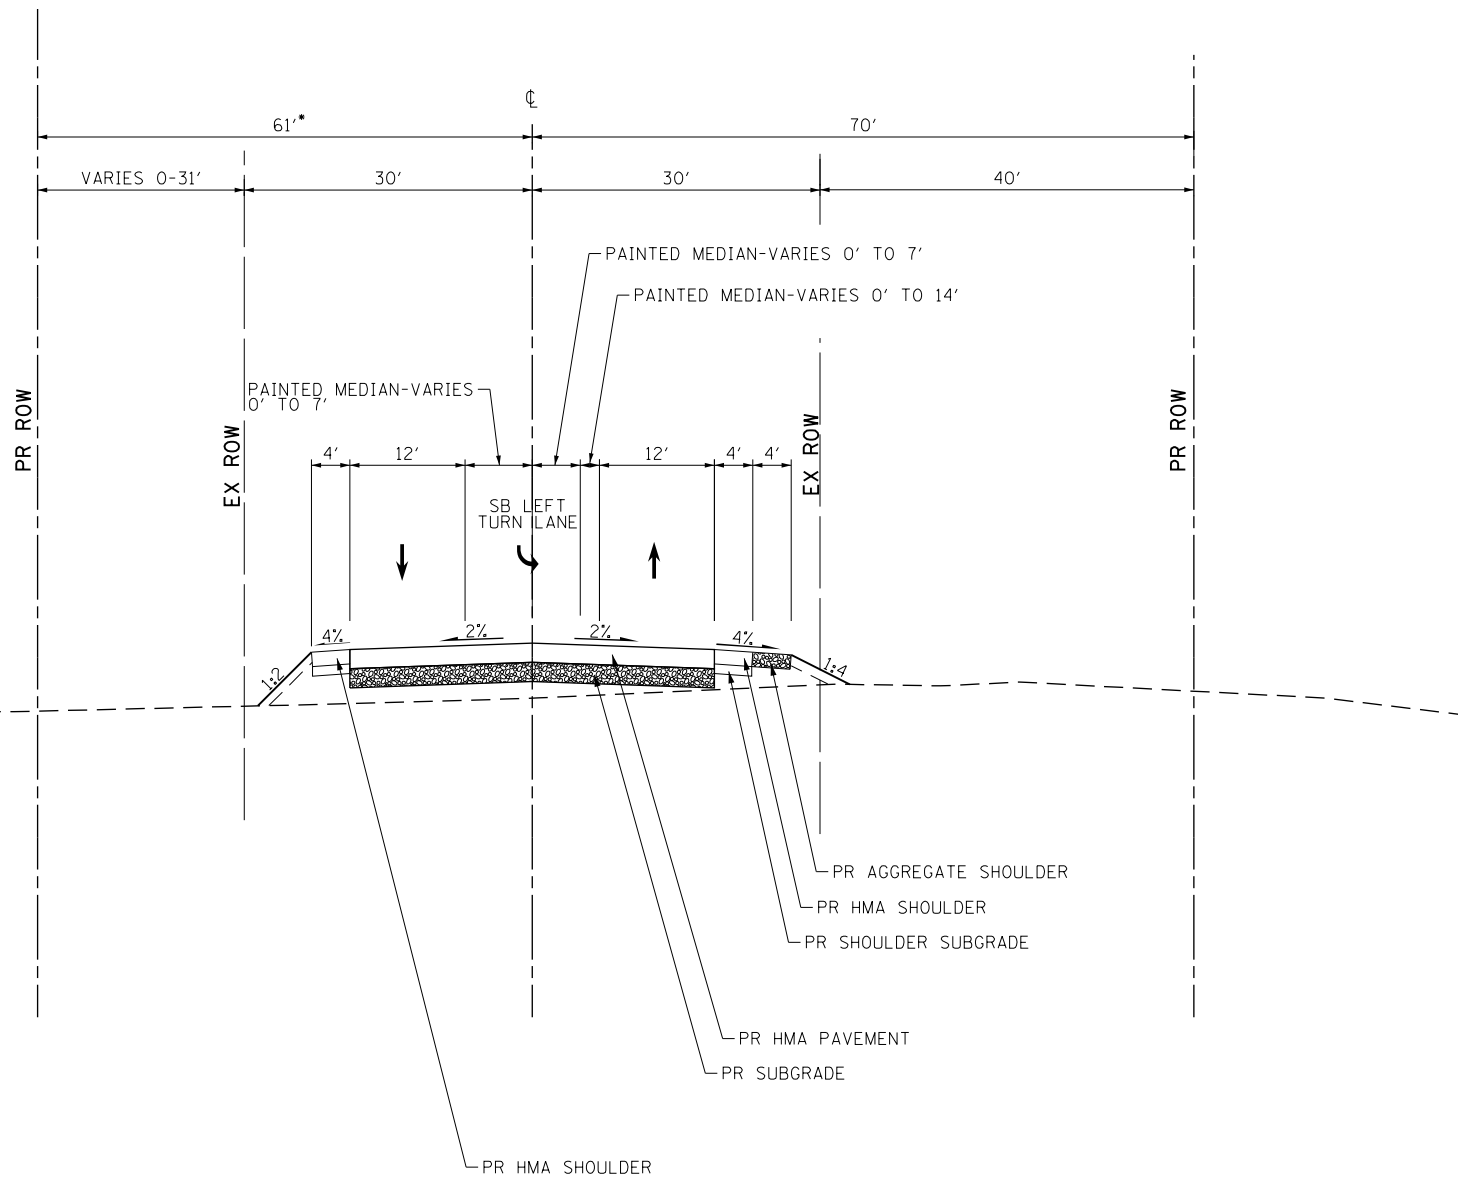 ℄
61'*
70'
VARIES 0-31'
30'
30'
40'
PAINTED MEDIAN-VARIES 0' TO 7'
PAINTED MEDIAN-VARIES 0' TO 14'
PAINTED MEDIAN-VARIES
0' TO 7'
PR ROW
EX ROW
EX ROW
PR ROW
4'
12'
12'
4'
4'
SB LEFT
TURN LANE
4%
2%
2%
4%
1:2
1:4
PR AGGREGATE SHOULDER
PR HMA SHOULDER
PR SHOULDER SUBGRADE
PR HMA PAVEMENT
PR SUBGRADE
PR HMA SHOULDER